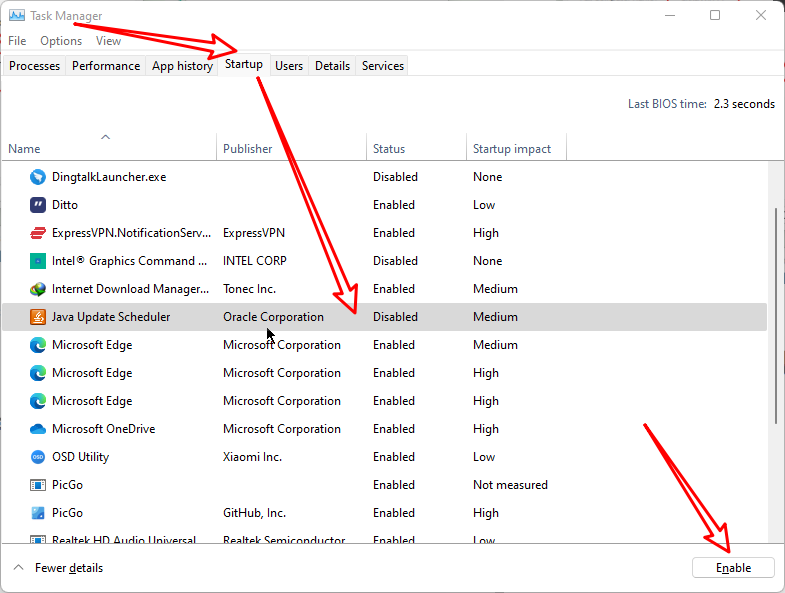 Task Manager
File Options View
Processes Performance App history Startup Users Details Services
Last BIOS time: 2.3 seconds
Name Publisher Status Startup impact
DingtalkLauncher.exe Disabled None
Ditto Enabled Low
ExpressVPN.NotificationServ... ExpressVPN Enabled High
Intel® Graphics Command ... INTEL CORP Disabled None
Internet Download Manager... Tonec Inc. Enabled Medium
Java Update Scheduler Oracle Corporation Disabled Medium
Microsoft Edge Microsoft Corporation Enabled Medium
Microsoft Edge Microsoft Corporation Enabled High
Microsoft Edge Microsoft Corporation Enabled High
Microsoft OneDrive Microsoft Corporation Enabled High
OSD OSD Utility Xiaomi Inc. Enabled Low
PicGo Enabled Not measured
PicGo GitHub, Inc. Enabled High
Realtek HD Audio Universal Realtek Semiconductor Enabled Low
Fewer details Enable